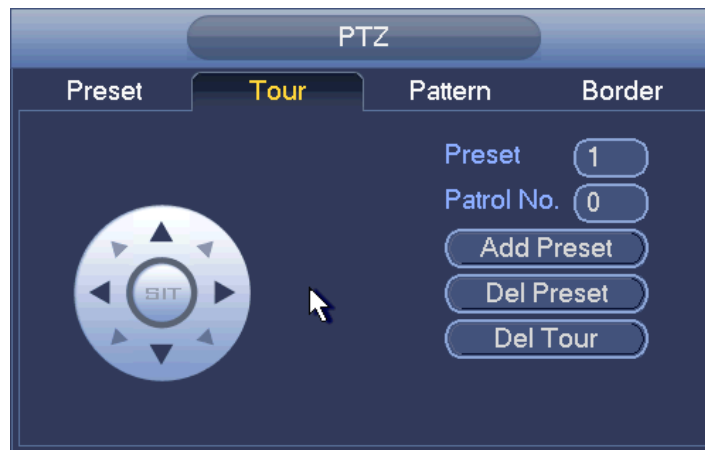 PTZ
Preset Tour Pattern Border
Preset 1
Patrol No. 0
Add Preset
SIT
Del Preset
Del Tour